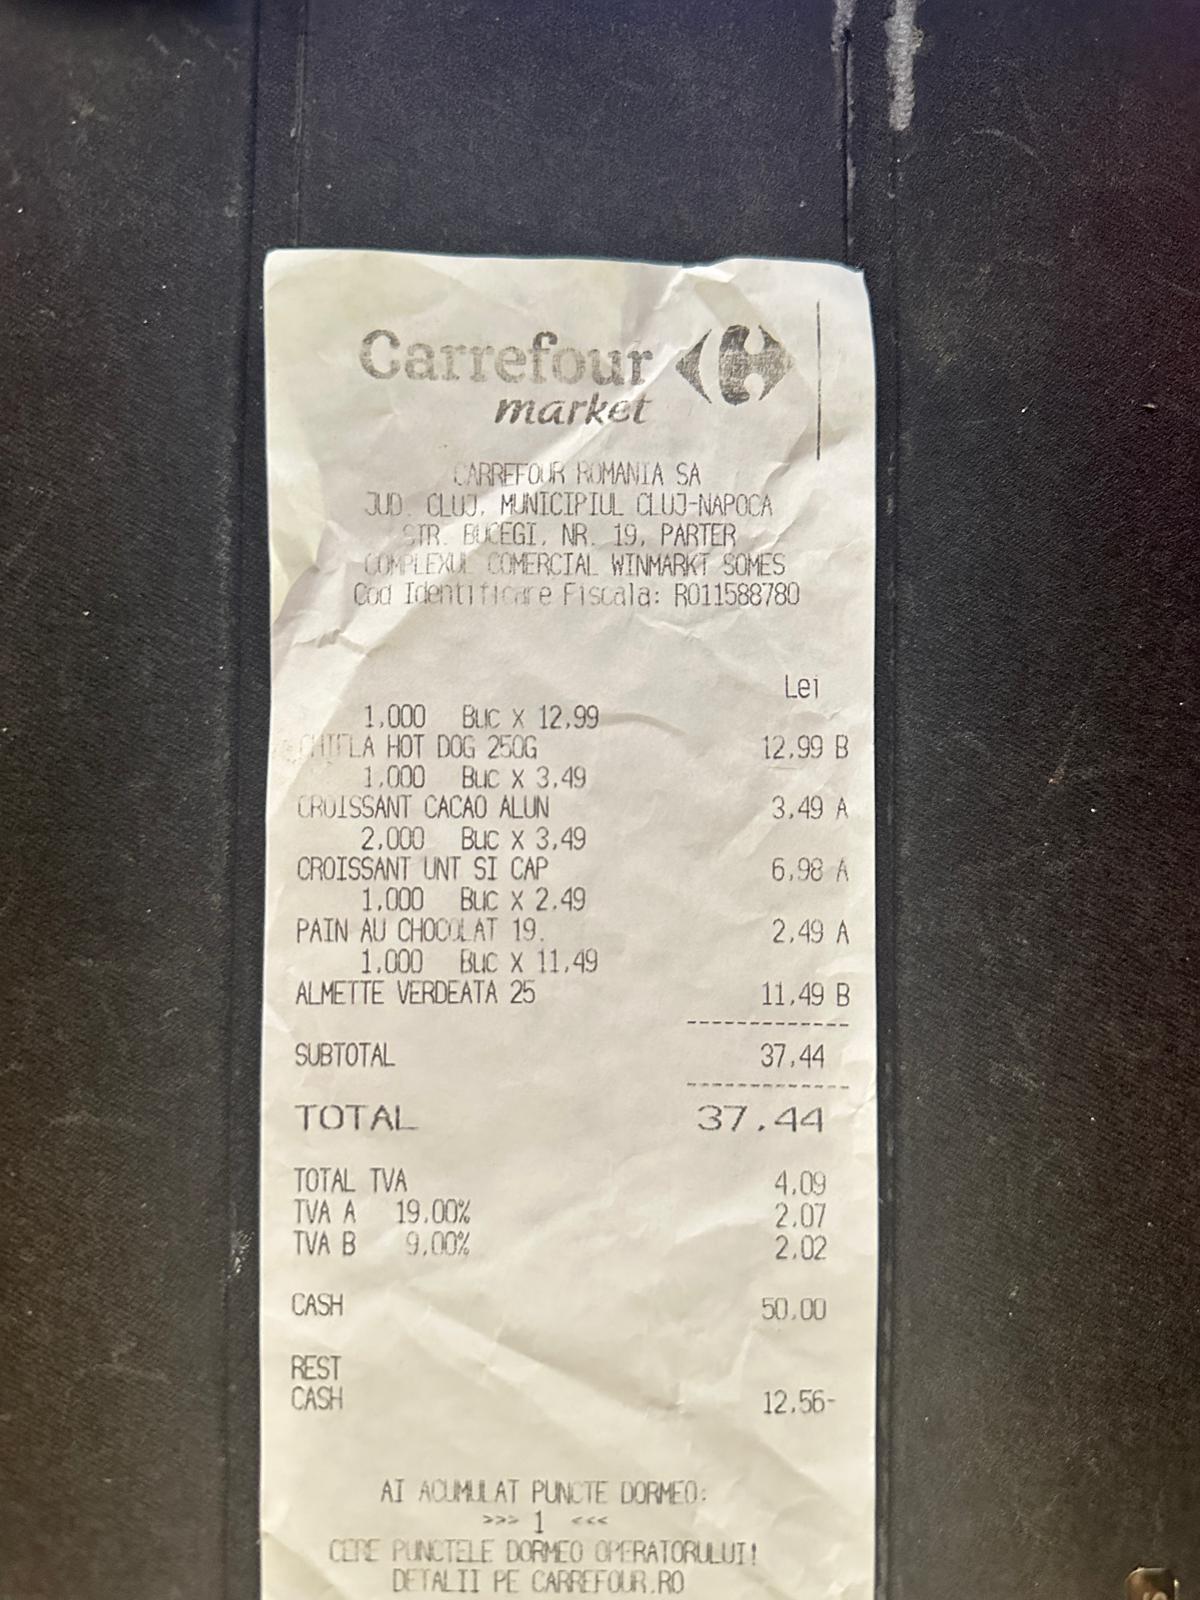 Carrefour
market
CARREFOUR ROMANIA SA
JUD. CLUJ, MUNICIPIUL CLUJ-NAPOCA
STR. BUCEGI, NR. 19, PARTER
COMPLEXUL COMERCIAL WINMARKT SOMES
Cod Identificare Fiscala: RO11588780
Lei
1,000 Buc X 12,99
CHIFLA HOT DOG 250G 12,99 B
1,000 Buc X 3,49
CROISSANT CACAO ALUN 3,49 A
2,000 Buc X 3,49
CROISSANT UNT SI CAP 6,98 A
1,000 Buc X 2,49
PAIN AU CHOCOLAT 19. 2,49 A
1,000 Buc X 11,49
ALMETTE VERDEATA 25 11,49 B
------------
SUBTOTAL 37,44
------------
TOTAL 37,44
TOTAL TVA 4,09
TVA A 19,00% 2,07
TVA B 9,00% 2,02
CASH 50,00
REST
CASH 12,56-
AI ACUMULAT PUNCTE DORMEO:
>>> 1 <<<
CERE PUNCTELE DORMEO OPERATORULUI!
DETALII PE CARREFOUR.RO